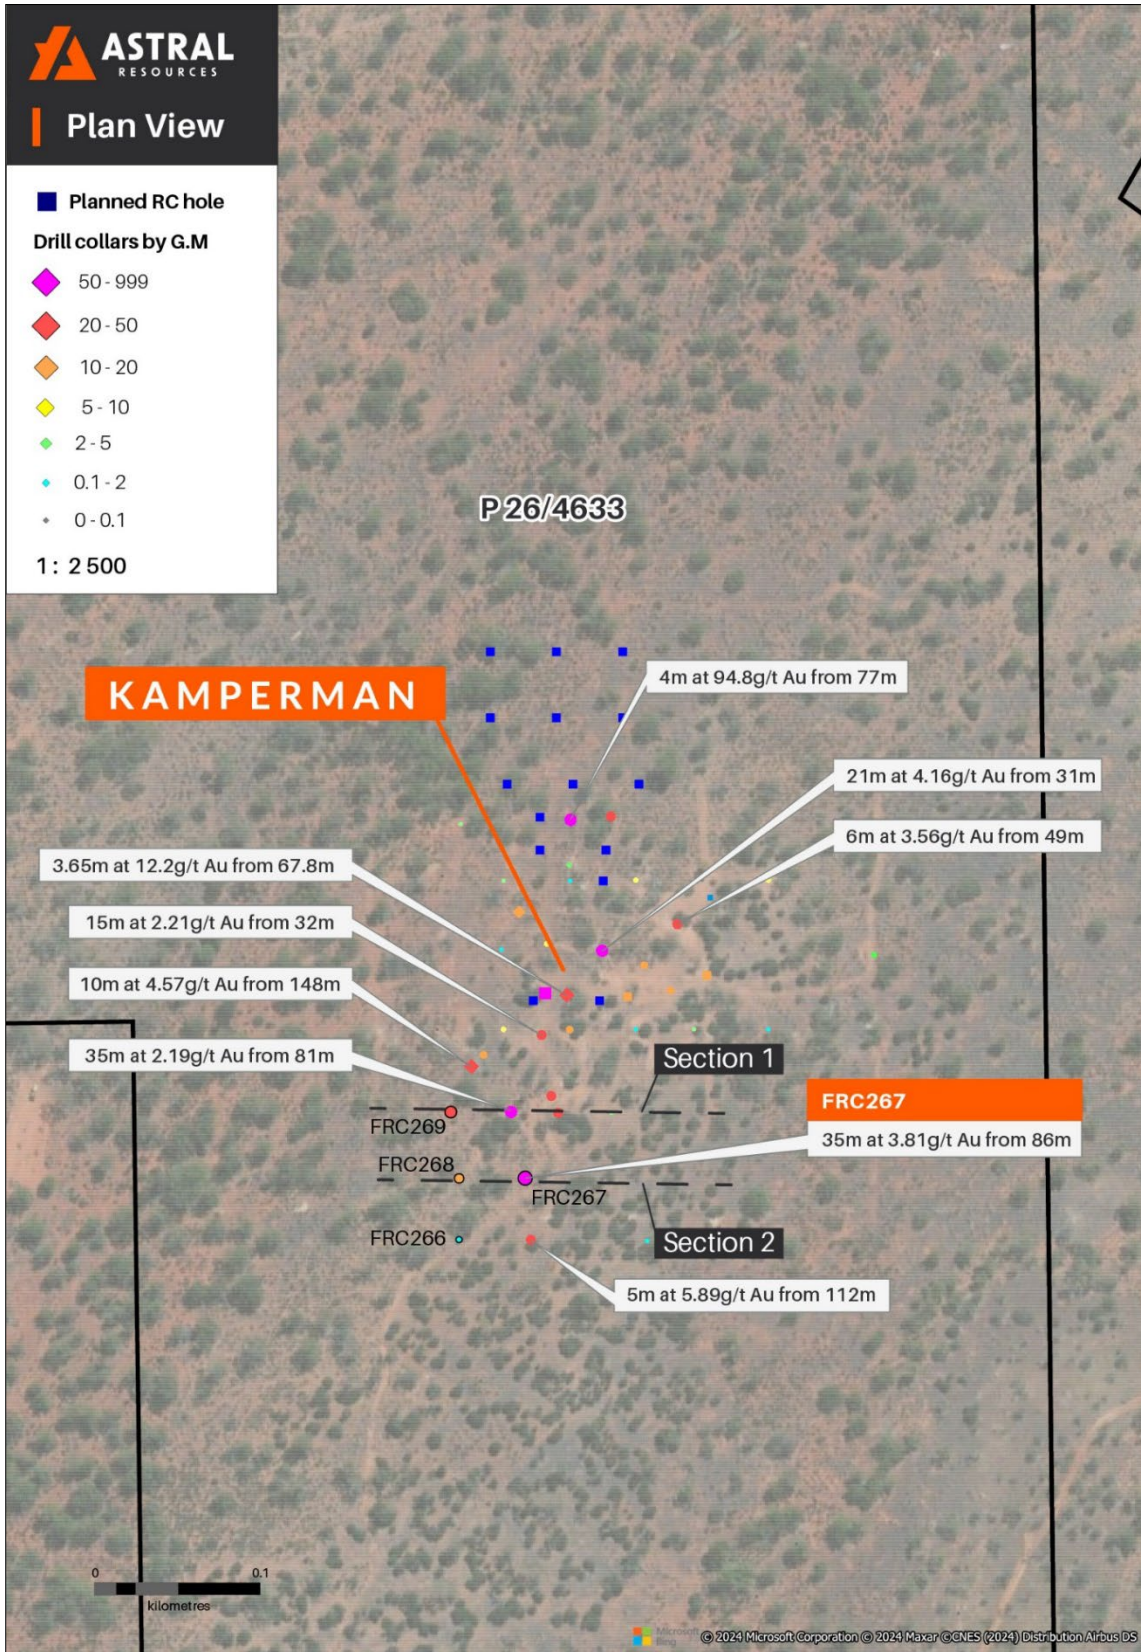 ASTRAL
RESOURCES
Plan View
Planned RC hole
Drill collars by G.M
50 - 999
20 - 50
10 - 20
5 - 10
2 - 5
0.1 - 2
0 - 0.1
1 : 2 500
P 26/4633
KAMPERMAN
4m at 94.8g/t Au from 77m
21m at 4.16g/t Au from 31m
6m at 3.56g/t Au from 49m
3.65m at 12.2g/t Au from 67.8m
15m at 2.21g/t Au from 32m
10m at 4.57g/t Au from 148m
35m at 2.19g/t Au from 81m
Section 1
FRC267
35m at 3.81g/t Au from 86m
FRC269
FRC268
FRC267
FRC266
Section 2
5m at 5.89g/t Au from 112m
0 0.1
kilometres
Microsoft
Bing
© 2024 Microsoft Corporation © 2024 Maxar ©CNES (2024) Distribution Airbus DS